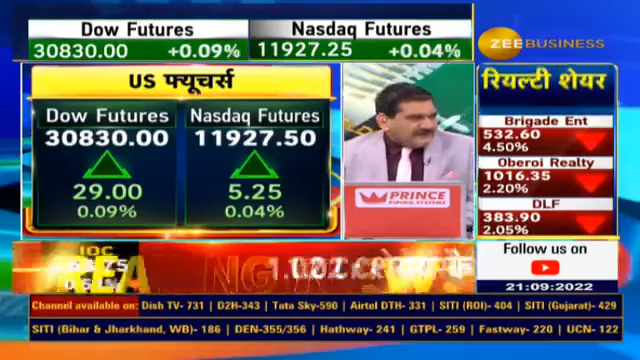 Dow Futures
30830.00 +0.09%
Nasdaq Futures
11927.25 +0.04%
ZEE BUSINESS
US फ्यूचर्स
Dow Futures
30830.00
29.00
0.09%
Nasdaq Futures
11927.50
5.25
0.04%
PRINCE
PIPING SYSTEMS
रियल्टी शेयर
Brigade Ent
532.60
4.50%
Oberoi Realty
1016.35
2.20%
DLF
383.90
2.05%
IOC
Follow us on
21:09:2022
Channel available on: Dish TV- 731 | D2H-343 | Tata Sky-590 | Airtel DTH- 331 | SITI (ROI)- 404 | SITI (Gujarat)- 429
SITI (Bihar & Jharkhand, WB)- 186 | DEN-355/356 | Hathway- 241 | GTPL- 259 | Fastway- 220 | UCN- 122